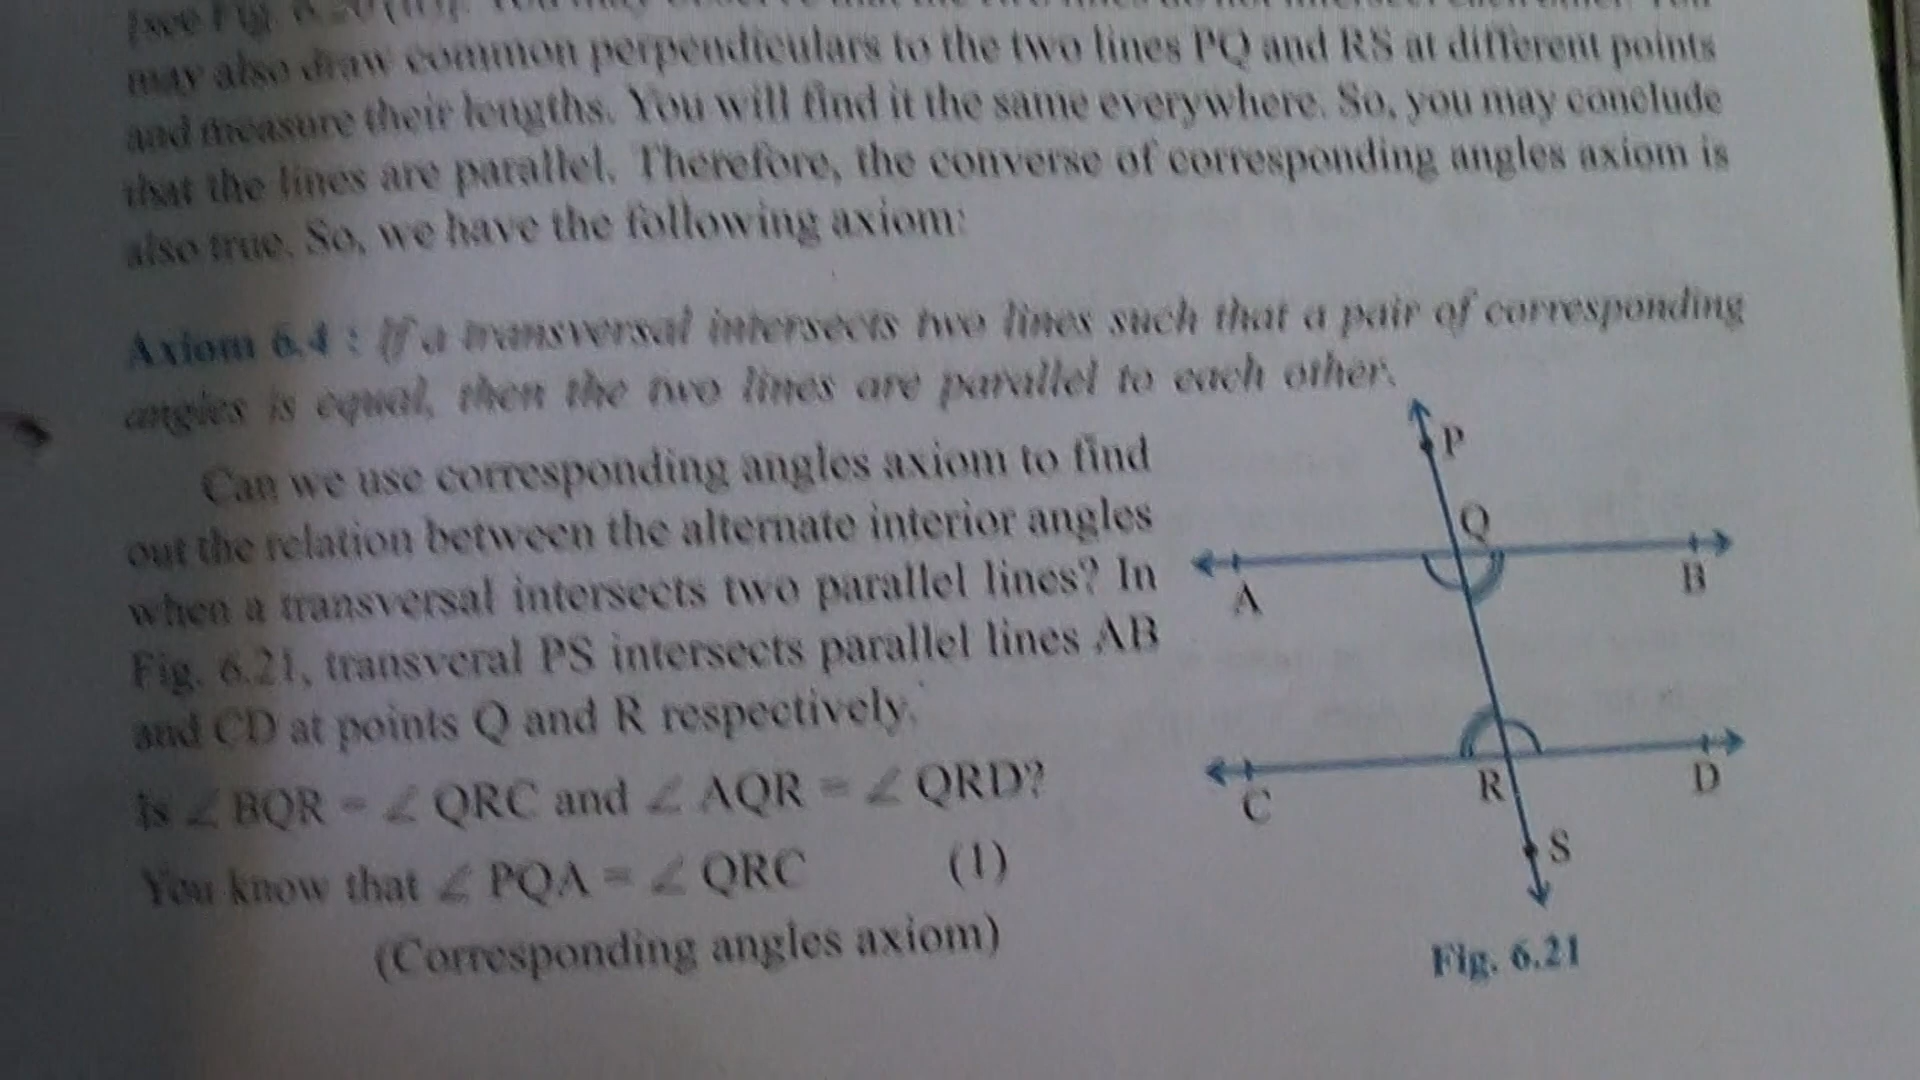 may also draw common perpendiculars to the two lines PQ and RS at different points
and measure their lengths. You will find it the same everywhere. So, you may conclude
that the lines are parallel. Therefore, the converse of corresponding angles axiom is
also true. So, we have the following axiom:
Axiom 6.4 : If a transversal intersects two lines such that a pair of corresponding
angles is equal, then the two lines are parallel to each other.
Can we use corresponding angles axiom to find
out the relation between the alternate interior angles
when a transversal intersects two parallel lines? In
Fig. 6.21, transveral PS intersects parallel lines AB
and CD at points Q and R respectively.
Is ∠ BQR = ∠ QRC and ∠ AQR = ∠ QRD?
You know that ∠ PQA = ∠ QRC (1)
(Corresponding angles axiom)
P
Q
A
B
C
R
D
S
Fig. 6.21